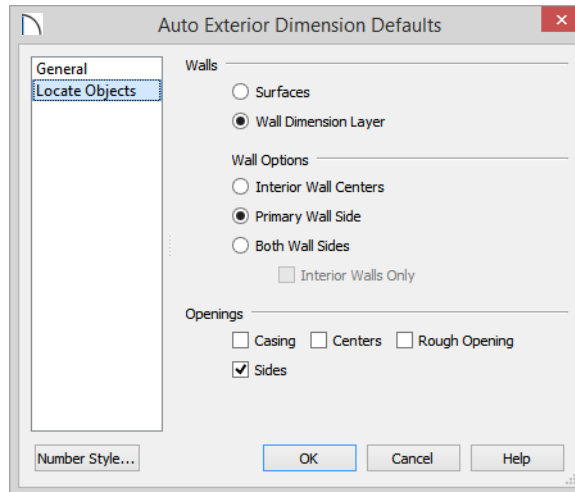 Auto Exterior Dimension Defaults
General
Locate Objects
Walls
Surfaces
Wall Dimension Layer
Wall Options
Interior Wall Centers
Primary Wall Side
Both Wall Sides
Interior Walls Only
Openings
Casing Centers Rough Opening
Sides
Number Style... OK Cancel Help